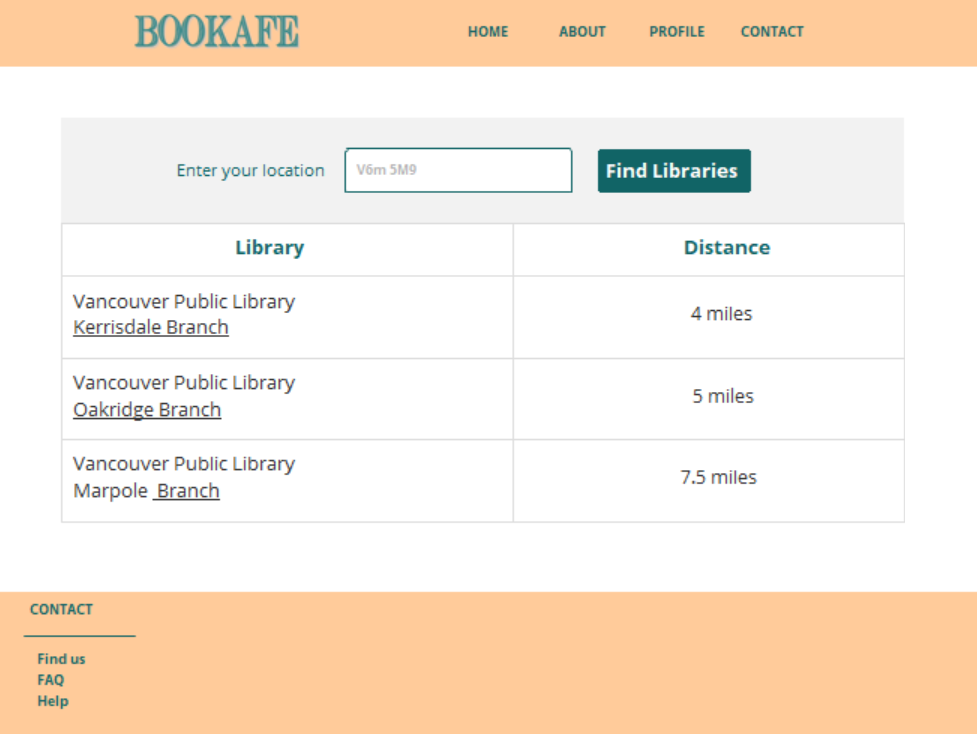 BOOKAFE
HOME ABOUT PROFILE CONTACT
Enter your location V6m 5M9 Find Libraries
Library Distance
Vancouver Public Library
Kerrisdale Branch
4 miles
Vancouver Public Library
Oakridge Branch
5 miles
Vancouver Public Library
Marpole Branch
7.5 miles
CONTACT
Find us
FAQ
Help